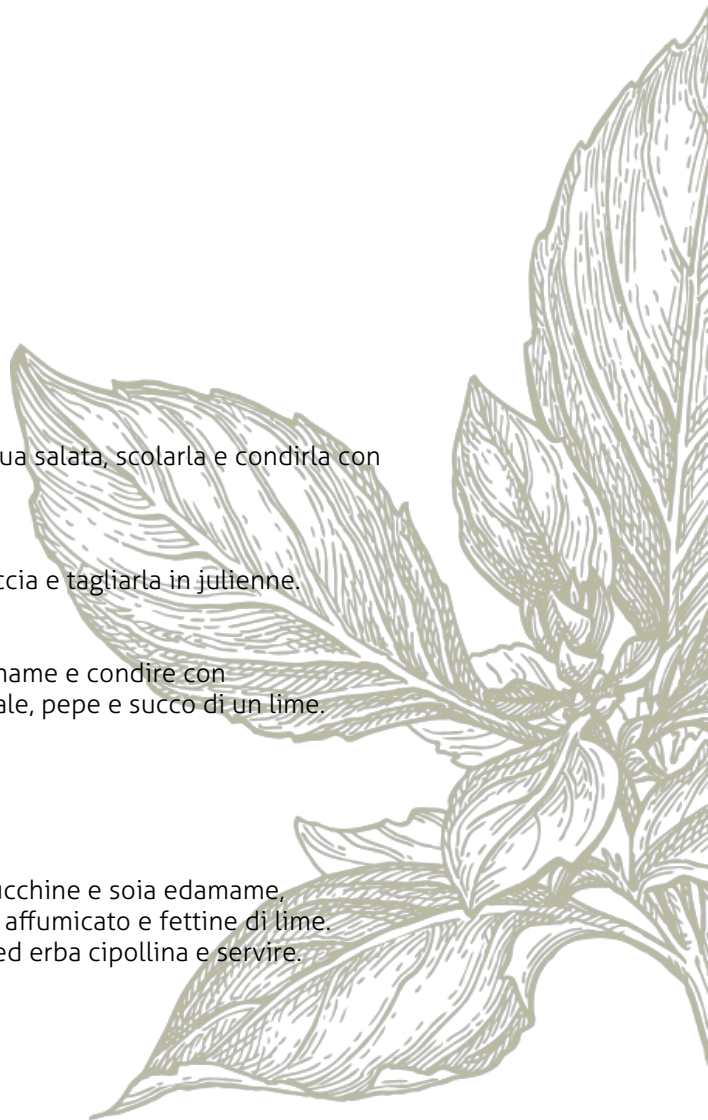 ua salata, scolarla e condirla con
ccia e tagliarla in julienne.
name e condire con
ale, pepe e succo di un lime.
ucchine e soia edamame,
affumicato e fettine di lime.
ed erba cipollina e servire.